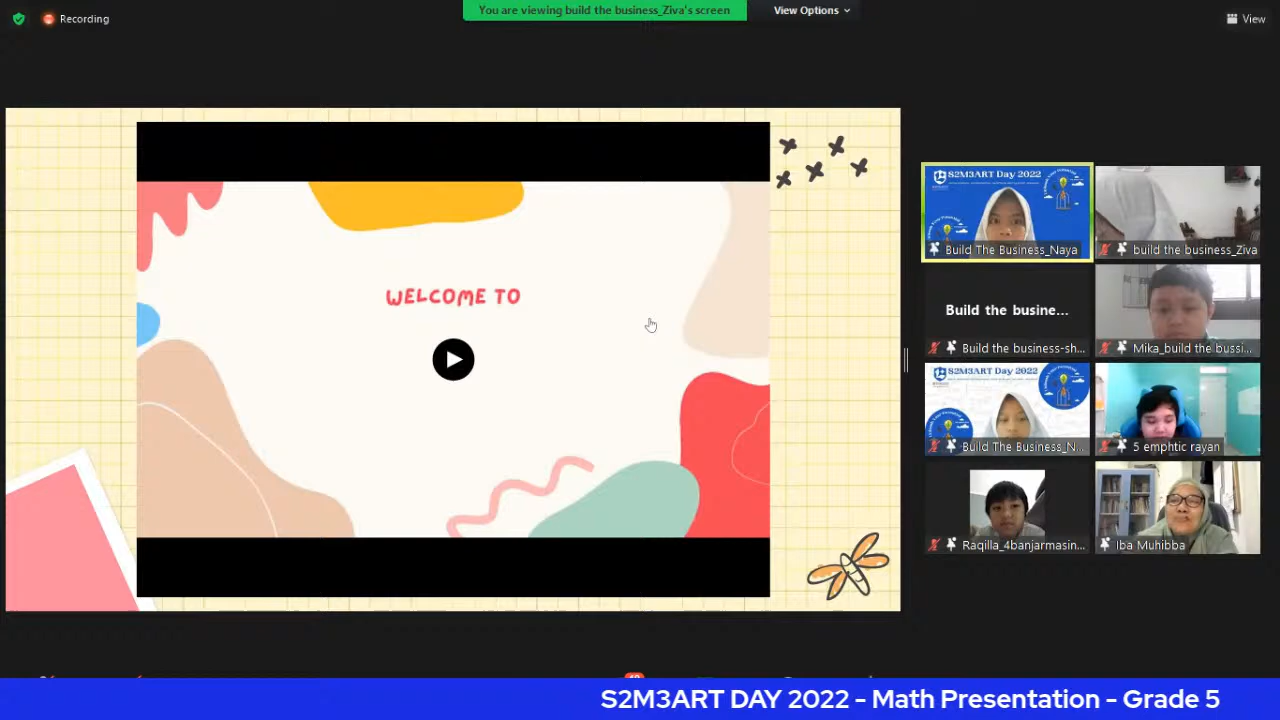 Recording
You are viewing build the business_Ziva's screen
View Options
View
WELCOME TO
S2M3ART Day 2022
Build The Business_Naya
build the business_Ziva
Build the busine...
Build the business-sh...
Mika_build the bussi...
S2M3ART Day 2022
Build The Business_N...
5 emphtic rayan
Raqilla_4banjarmasin...
Iba Muhibba
S2M3ART DAY 2022 - Math Presentation - Grade 5